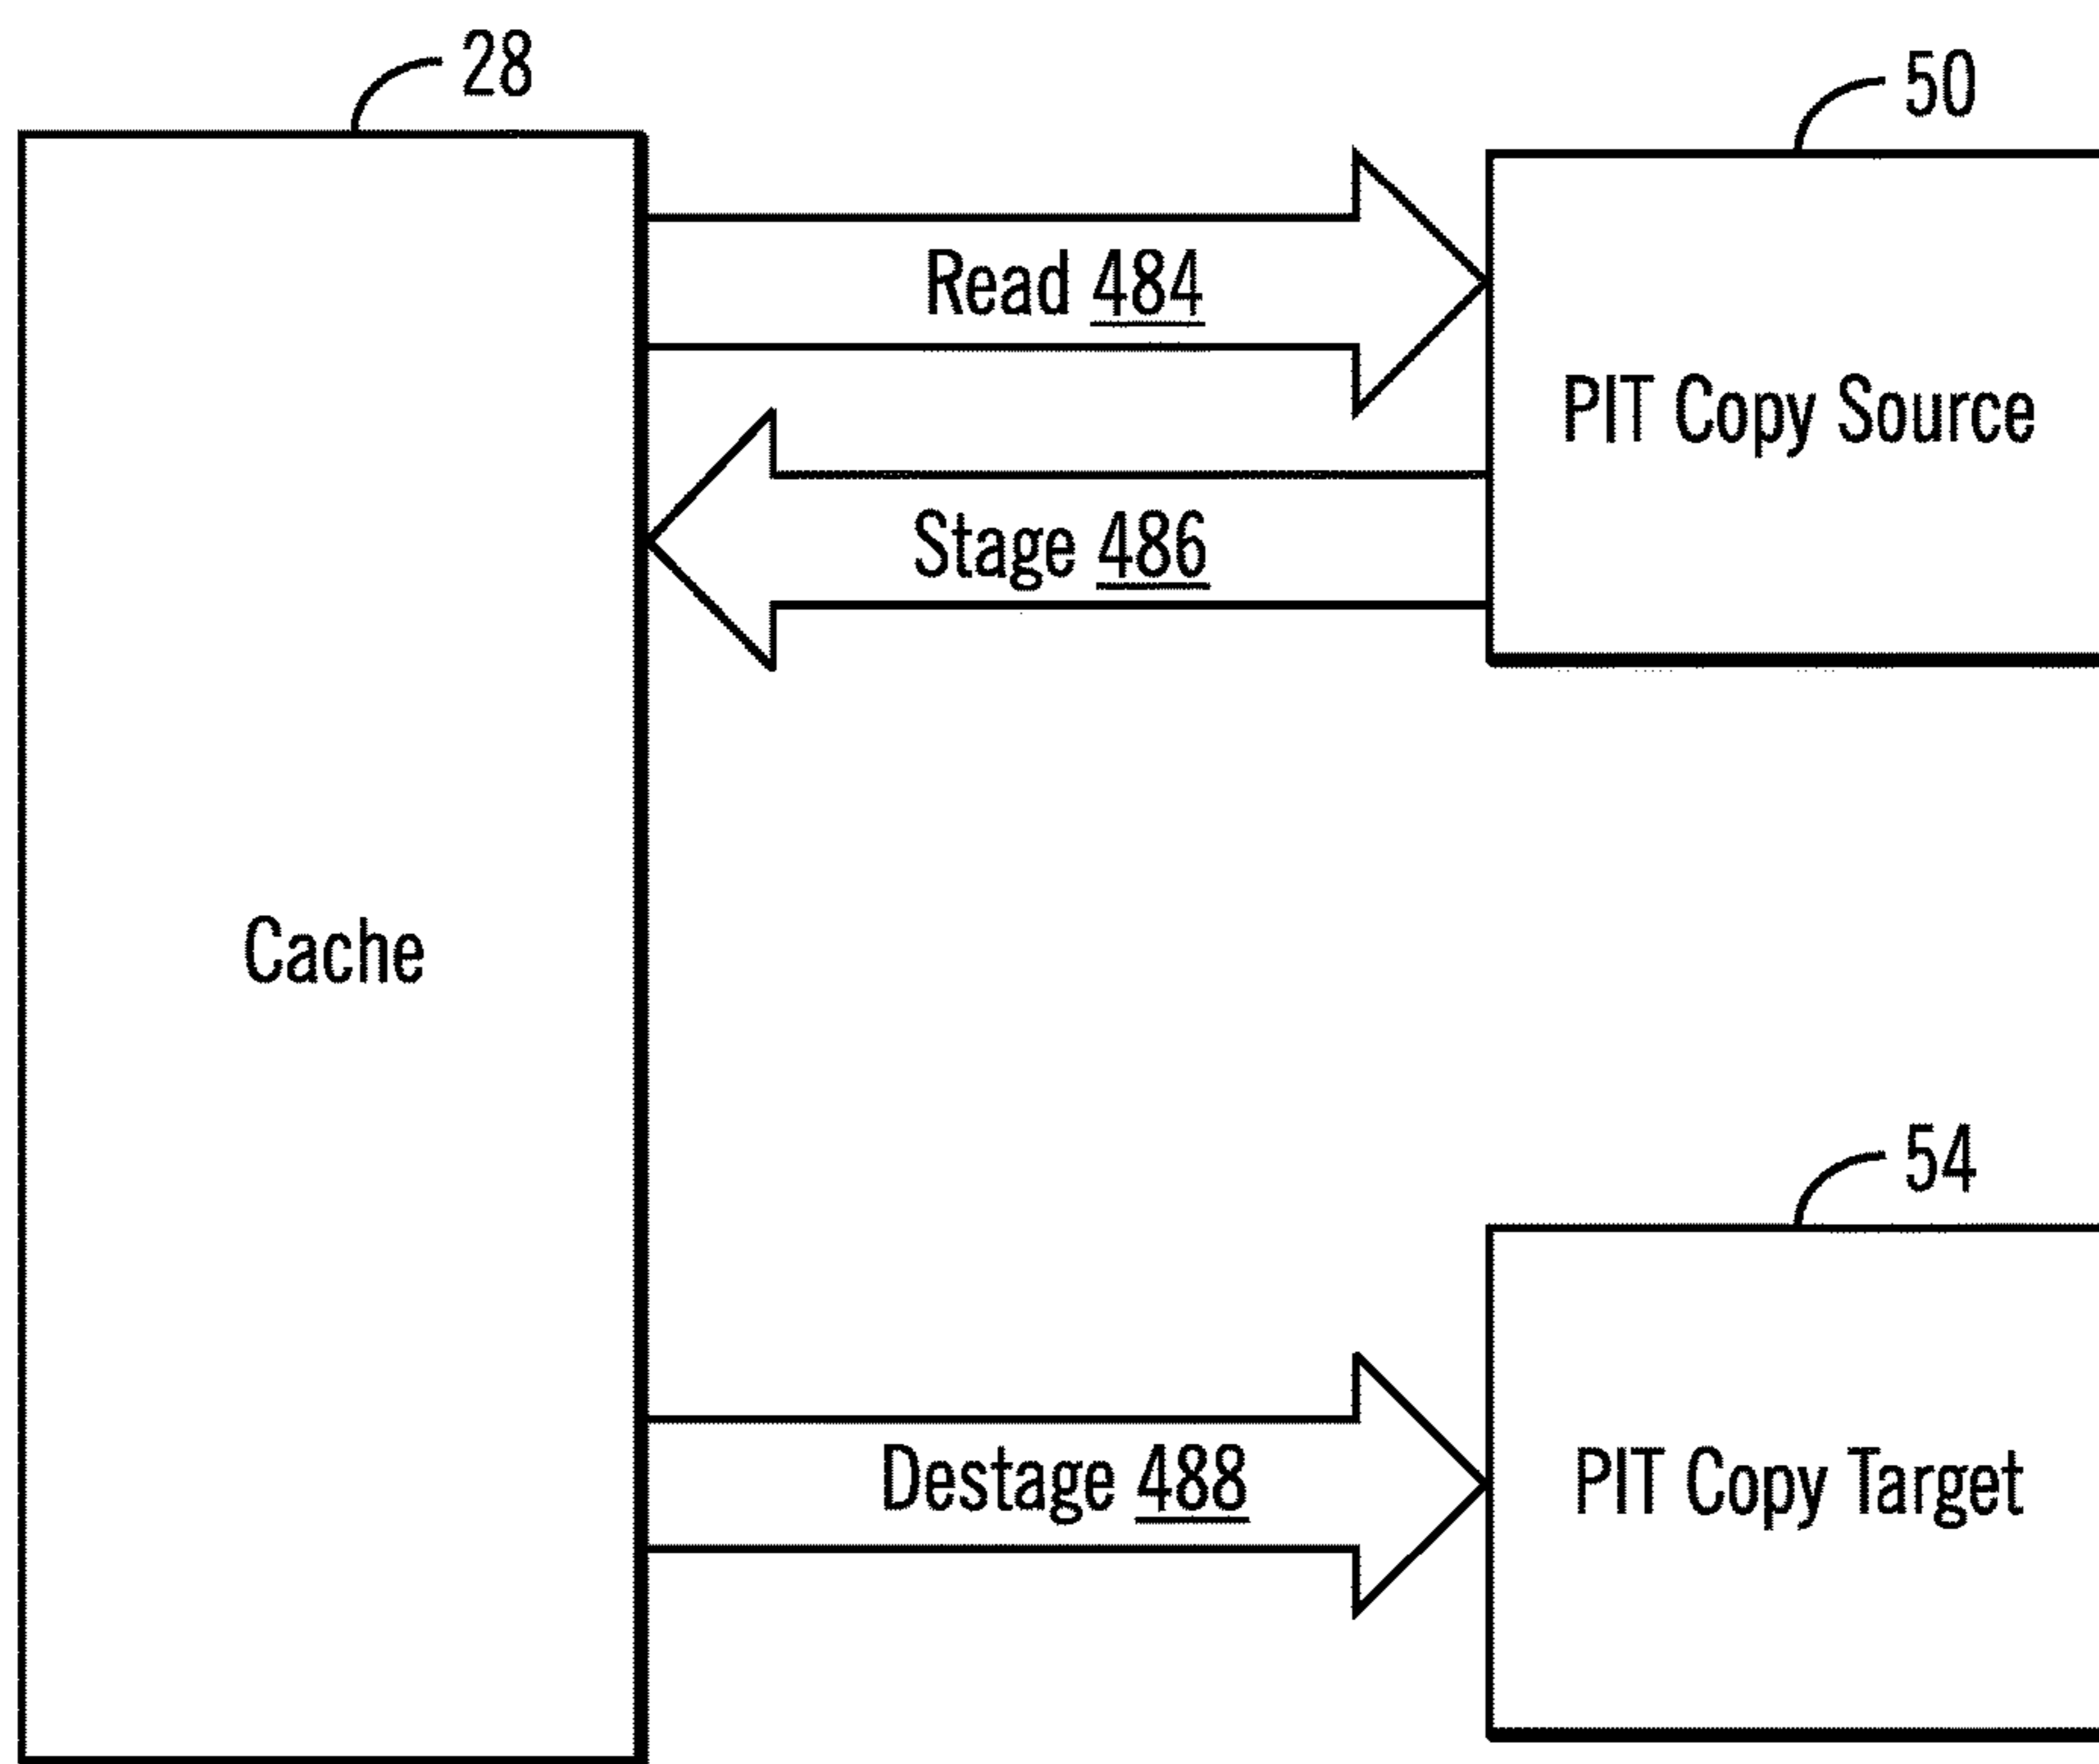 28
50
Read 484
PIT Copy Source
Stage 486
Cache
54
Destage 488
PIT Copy Target